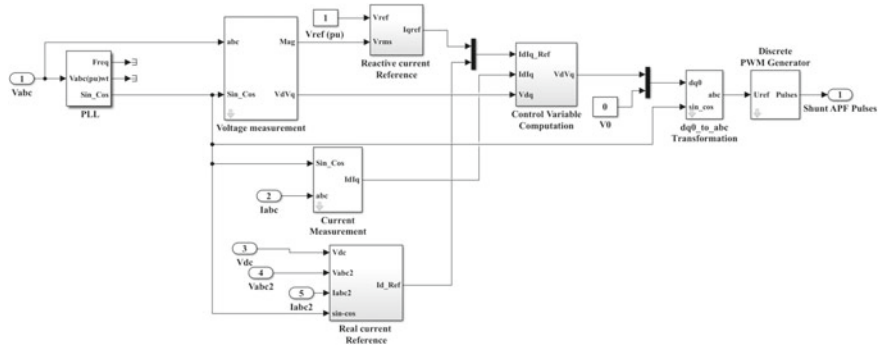 1
Vabc
Freq
Vabc(pu)wt
Sin_Cos
PLL
abc
Mag
Sin_Cos
VdVq
Voltage measurement
1
Vref (pu)
Vref
Iqref
Vrms
Reactive current
Reference
IdIq_Ref
IdIq
VdVq
Vdq
Control Variable
Computation
0
V0
dq0
abc
sin_cos
dq0_to_abc
Transformation
Discrete
PWM Generator
Uref Pulses
1
Shunt APF Pulses
Sin_Cos
IdIq
abc
2
Iabc
Current
Measurement
3
Vdc
4
Vabc2
5
Iabc2
Vdc
Vabc2
Id_Ref
Iabc2
sin-cos
Real current
Reference